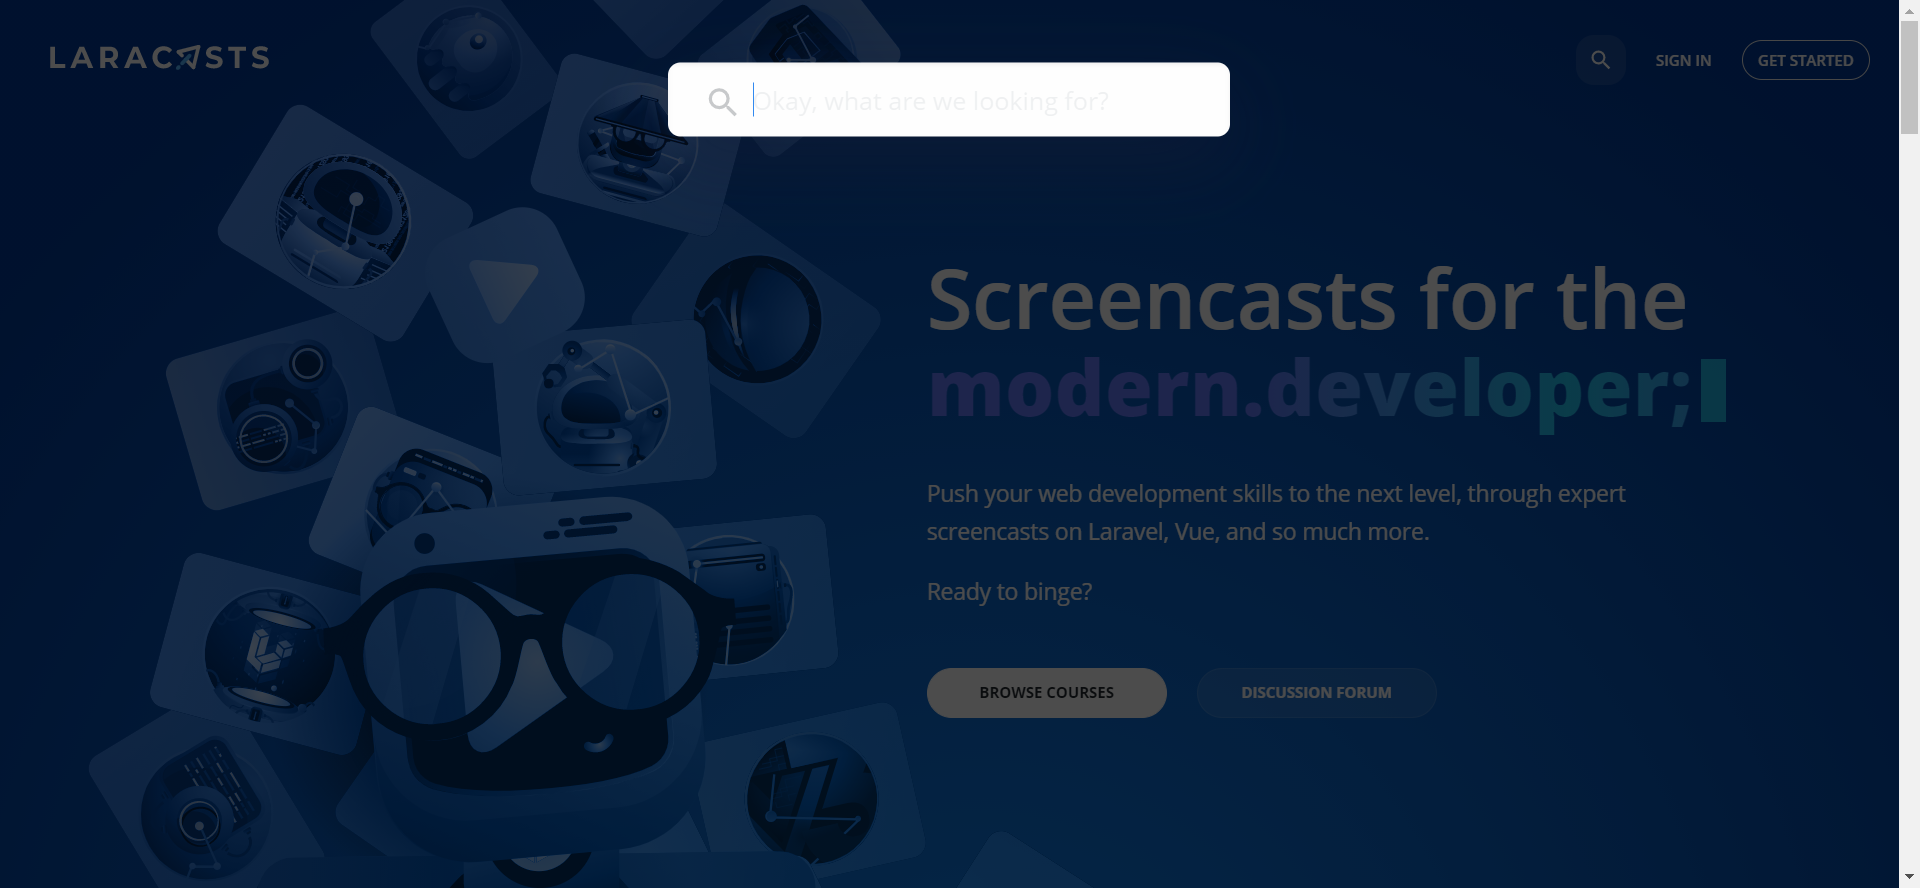 LARACASTS
SIGN IN
GET STARTED
Okay, what are we looking for?
Screencasts for the
modern.developer;
Push your web development skills to the next level, through expert
screencasts on Laravel, Vue, and so much more.
Ready to binge?
BROWSE COURSES
DISCUSSION FORUM